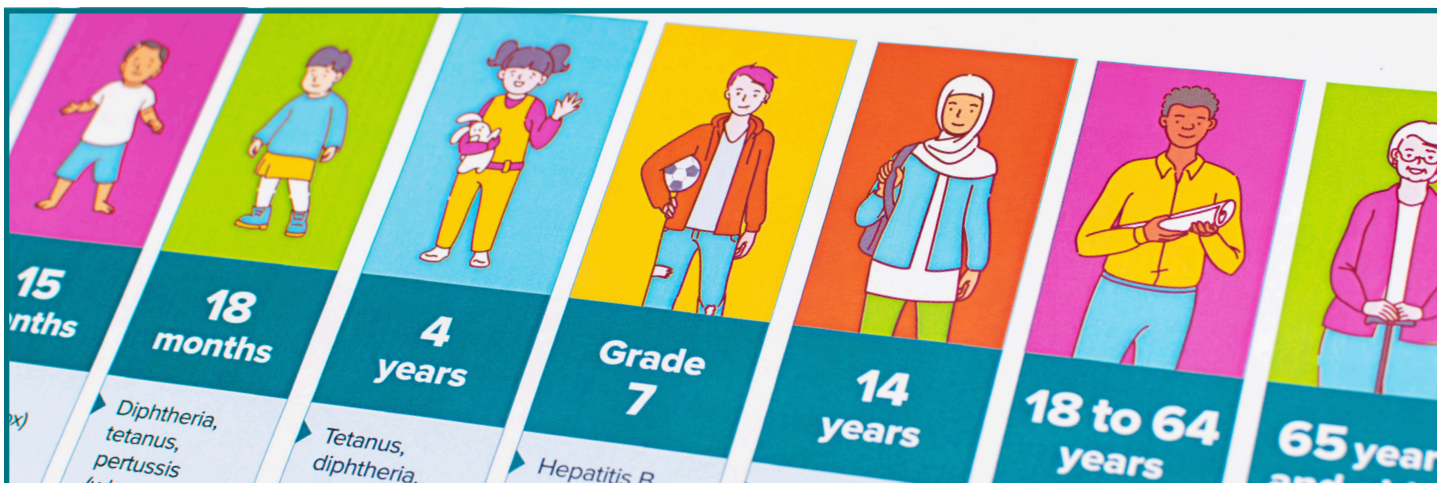 15
18
months
Diphtheria,
tetanus,
pertussis
4
years
Tetanus,
diphtheria,
Grade
7
Hepatitis B
14
years
18 to 64
years
65 year